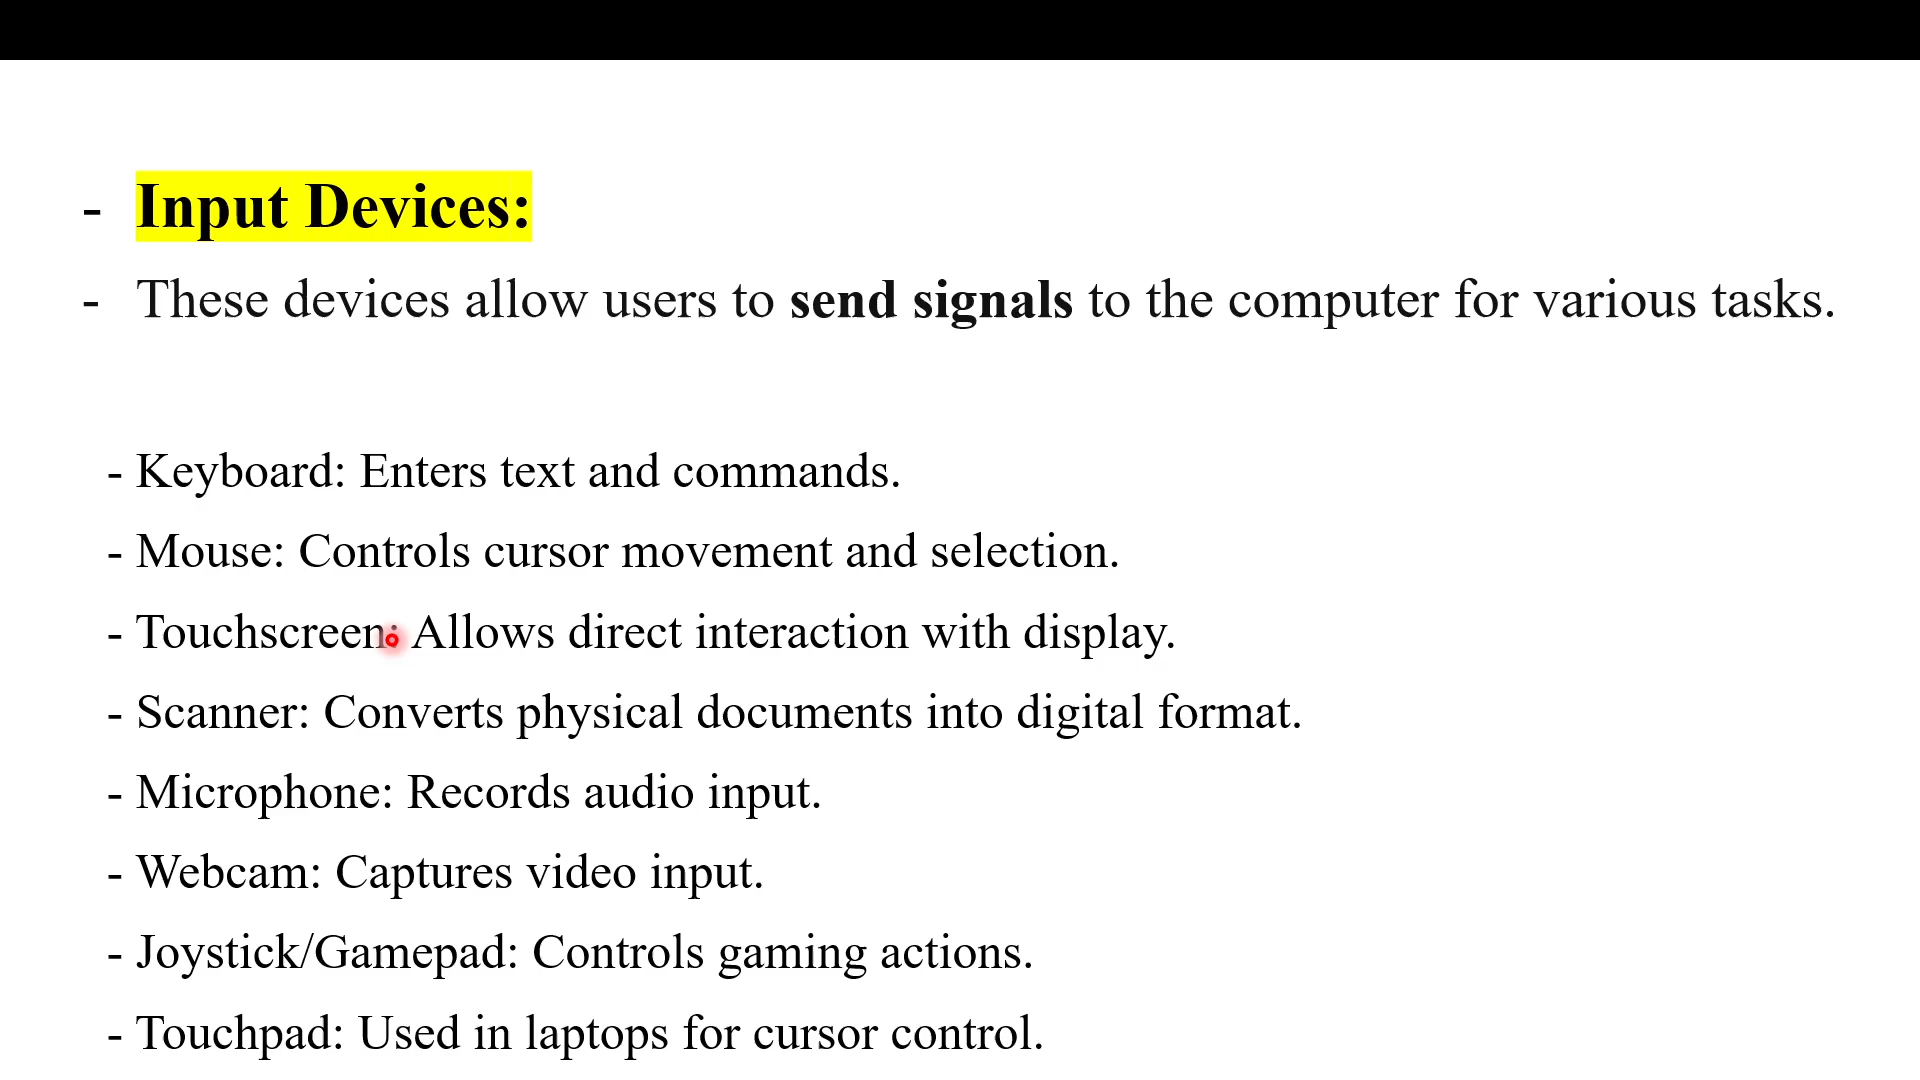 - Input Devices:
- These devices allow users to send signals to the computer for various tasks.
- Keyboard: Enters text and commands.
- Mouse: Controls cursor movement and selection.
- Touchscreen: Allows direct interaction with display.
- Scanner: Converts physical documents into digital format.
- Microphone: Records audio input.
- Webcam: Captures video input.
- Joystick/Gamepad: Controls gaming actions.
- Touchpad: Used in laptops for cursor control.